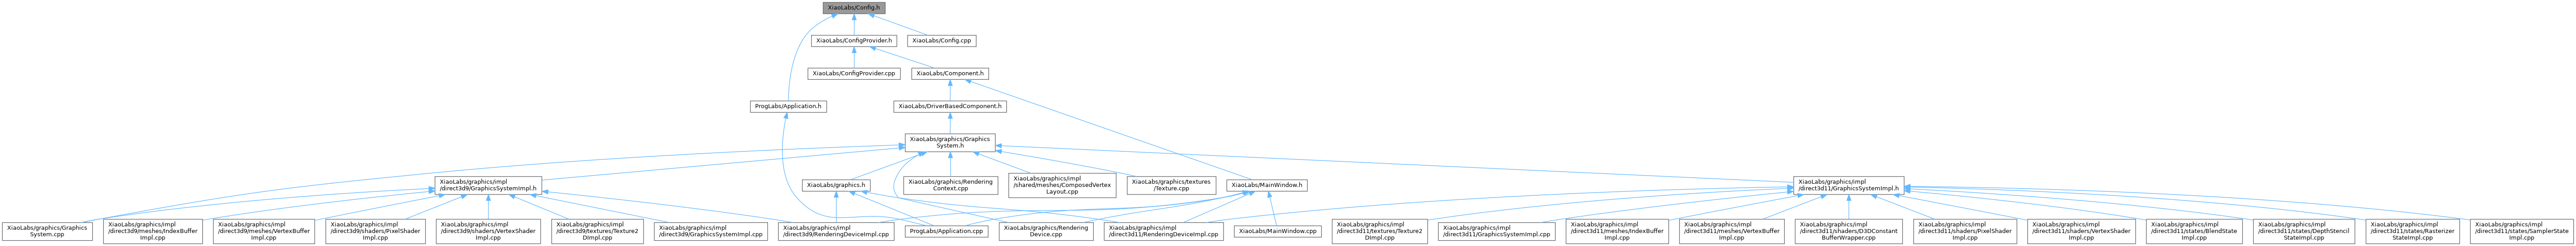 XiaoLabs/Config.h
XiaoLabs/ConfigProvider.h
XiaoLabs/Config.cpp
XiaoLabs/ConfigProvider.cpp
XiaoLabs/Component.h
ProgLabs/Application.h
XiaoLabs/DriverBasedComponent.h
XiaoLabs/graphics/Graphics
System.h
XiaoLabs/graphics/impl
/direct3d9/GraphicsSystemImpl.h
XiaoLabs/graphics.h
XiaoLabs/graphics/Rendering
Context.cpp
XiaoLabs/graphics/impl
/shared/meshes/ComposedVertex
Layout.cpp
XiaoLabs/graphics/textures
/Texture.cpp
XiaoLabs/MainWindow.h
XiaoLabs/graphics/impl
/direct3d11/GraphicsSystemImpl.h
XiaoLabs/graphics/Graphics
System.cpp
XiaoLabs/graphics/impl
/direct3d9/meshes/IndexBuffer
Impl.cpp
XiaoLabs/graphics/impl
/direct3d9/meshes/VertexBuffer
Impl.cpp
XiaoLabs/graphics/impl
/direct3d9/shaders/PixelShader
Impl.cpp
XiaoLabs/graphics/impl
/direct3d9/shaders/VertexShader
Impl.cpp
XiaoLabs/graphics/impl
/direct3d9/textures/Texture2
DImpl.cpp
XiaoLabs/graphics/impl
/direct3d9/GraphicsSystemImpl.cpp
XiaoLabs/graphics/impl
/direct3d9/RenderingDeviceImpl.cpp
ProgLabs/Application.cpp
XiaoLabs/graphics/Rendering
Device.cpp
XiaoLabs/graphics/impl
/direct3d11/RenderingDeviceImpl.cpp
XiaoLabs/MainWindow.cpp
XiaoLabs/graphics/impl
/direct3d11/textures/Texture2
DImpl.cpp
XiaoLabs/graphics/impl
/direct3d11/GraphicsSystemImpl.cpp
XiaoLabs/graphics/impl
/direct3d11/meshes/IndexBuffer
Impl.cpp
XiaoLabs/graphics/impl
/direct3d11/meshes/VertexBuffer
Impl.cpp
XiaoLabs/graphics/impl
/direct3d11/shaders/D3DConstant
BufferWrapper.cpp
XiaoLabs/graphics/impl
/direct3d11/shaders/PixelShader
Impl.cpp
XiaoLabs/graphics/impl
/direct3d11/shaders/VertexShader
Impl.cpp
XiaoLabs/graphics/impl
/direct3d11/states/BlendState
Impl.cpp
XiaoLabs/graphics/impl
/direct3d11/states/DepthStencil
StateImpl.cpp
XiaoLabs/graphics/impl
/direct3d11/states/Rasterizer
StateImpl.cpp
XiaoLabs/graphics/impl
/direct3d11/states/SamplerState
Impl.cpp